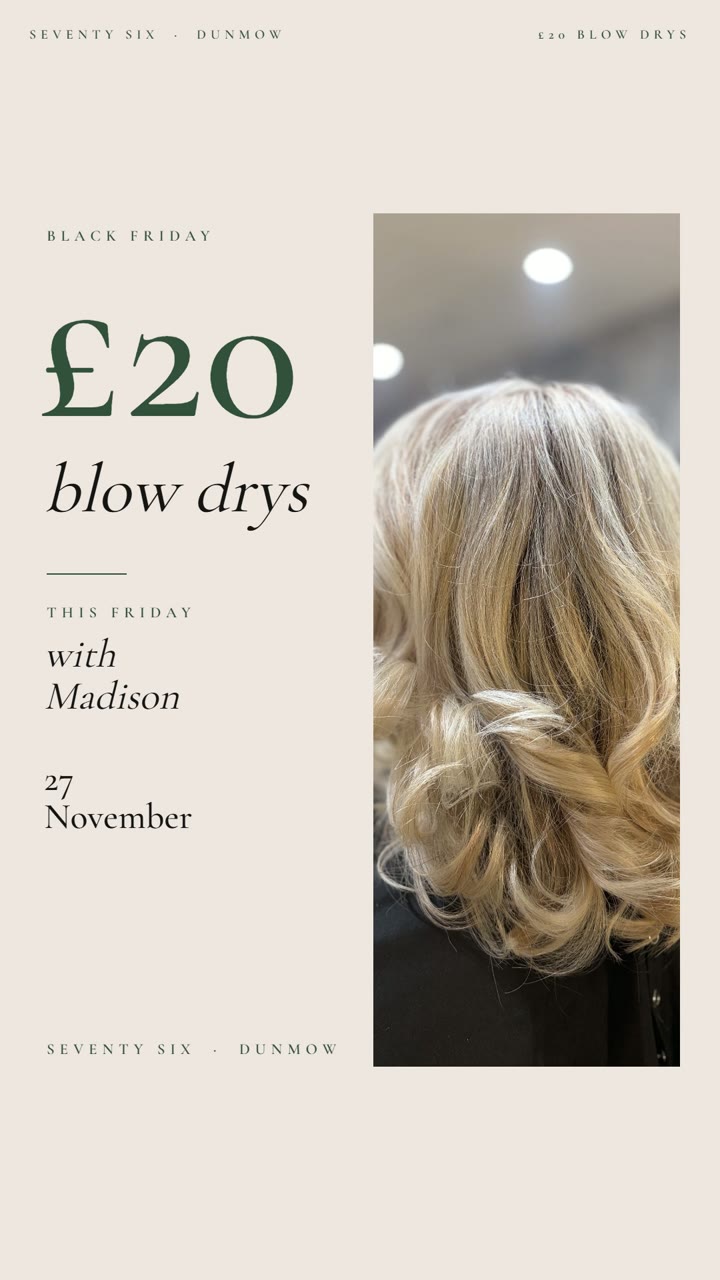 SEVENTY SIX · DUNMOW
£20 BLOW DRYS
BLACK FRIDAY
£20
blow drys
THIS FRIDAY
with
Madison
27
November
SEVENTY SIX · DUNMOW